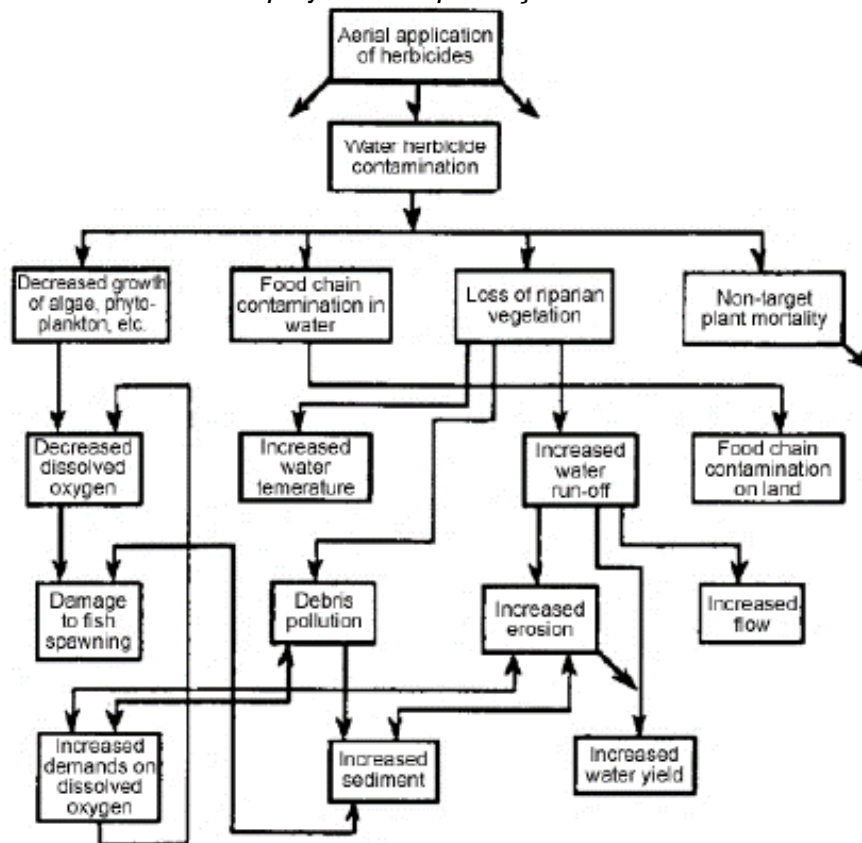 Aerial application
of herbicides
Water herbicide
contamination
Decreased growth
of algae, phyto-
plankton, etc.
Food chain
contamination in
water
Loss of riparian
vegetation
Non-target
plant mortality
Decreased
dissolved
oxygen
Increased
water
temerature
Increased
water
run-off
Food chain
contamination
on land
Damage
to fish
spawning
Debris
pollution
Increased
erosion
Increased
flow
Increased
demands on
dissolved
oxygen
Increased
sediment
Increased
water yield